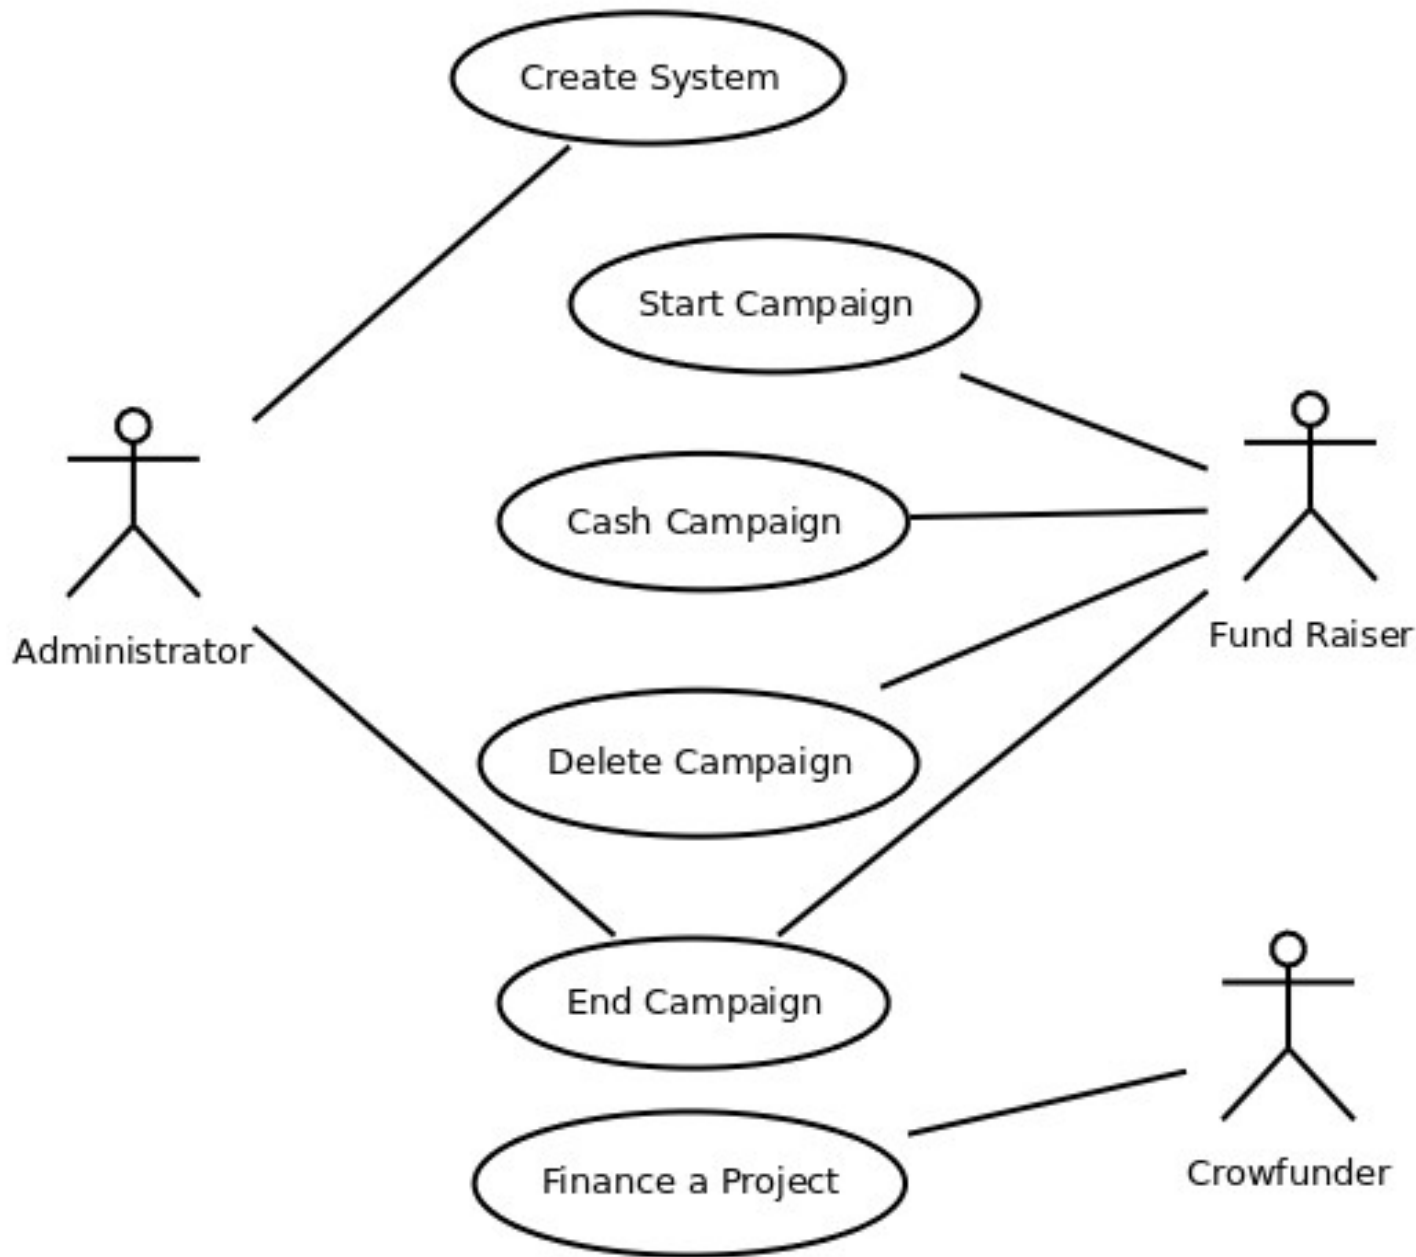 Create System
Start Campaign
Cash Campaign
Administrator
Fund Raiser
Delete Campaign
End Campaign
Crowfunder
Finance a Project